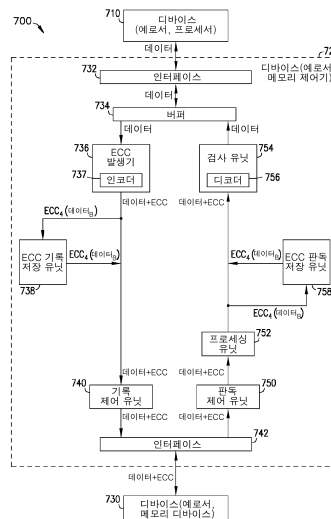 700
710
디바이스
(예로서, 프로세서)
데이터
732
인터페이스
데이터
디바이스(예로서,
메모리 제어기)
734
버퍼
데이터
데이터
736
ECC
발생기
737
인코더
754
검사 유닛
756
디코더
데이터+ECC
데이터+ECC
ECC4(데이터B)
ECC 기록
저장 유닛
738
ECC4(데이터B)
ECC4(데이터B)
ECC 판독
저장 유닛
758
ECC4(데이터B)
752
프로세싱
유닛
데이터+ECC
데이터+ECC
740
기록
제어 유닛
750
판독
제어 유닛
데이터+ECC
데이터+ECC
인터페이스
742
데이터+ECC
730
디바이스(예로서,
메모리 디바이스)